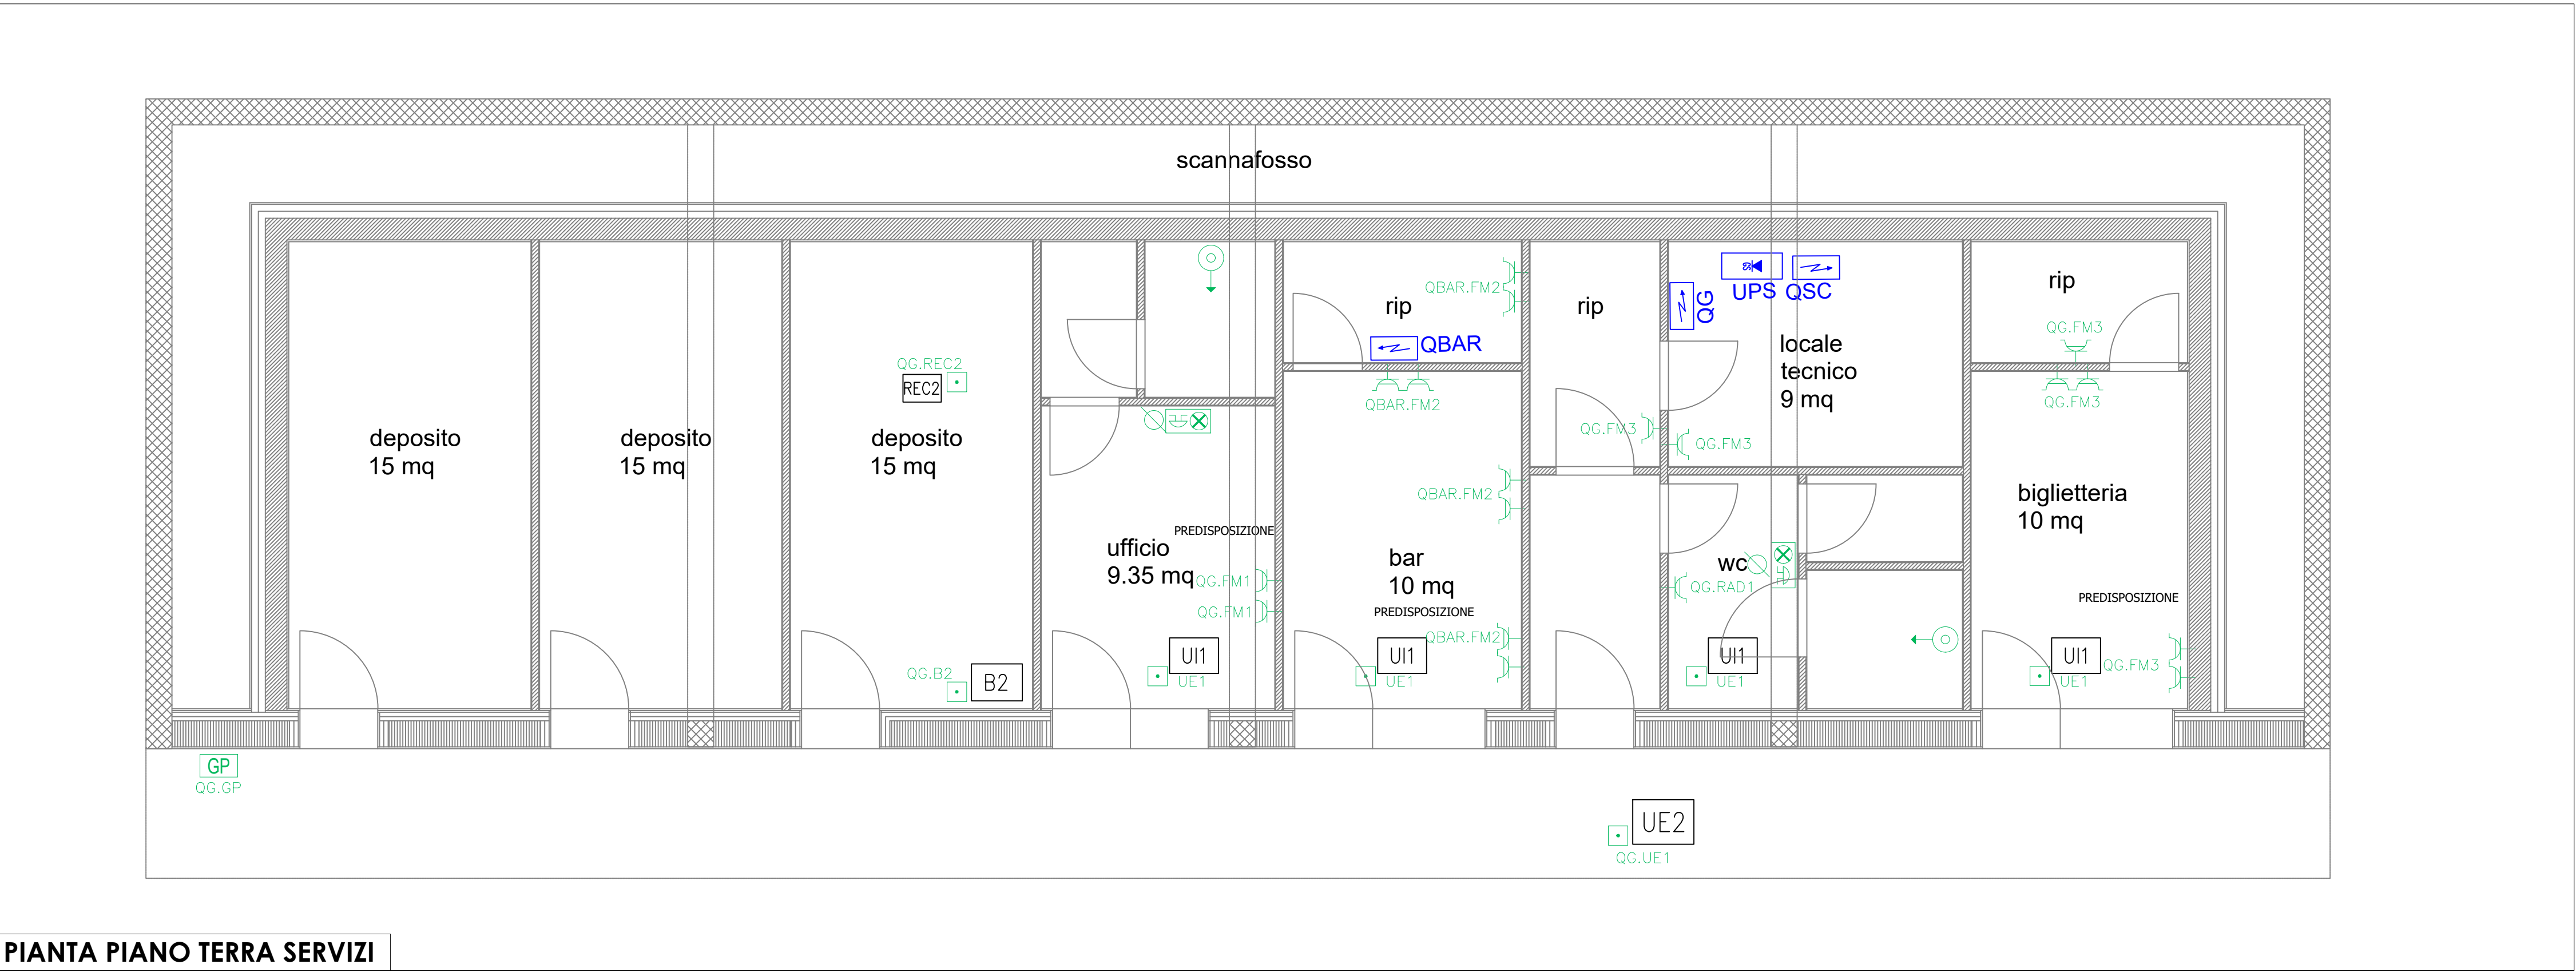 scannafosso
rip
QBAR.FM2
rip
QBAR
QBAR.FM2
rip
QG
UPS
QSC
locale
tecnico
9 mq
rip
QG.FM3
QG.FM3
QG.REC2
REC2
deposito
15 mq
deposito
15 mq
deposito
15 mq
QG.FM3
QG.FM3
QBAR.FM2
biglietteria
10 mq
PREDISPOSIZIONE
ufficio
9.35 mq
QG.FM1
QG.FM1
bar
10 mq
PREDISPOSIZIONE
wc
QG.RAD1
PREDISPOSIZIONE
QBAR.FM2
QG.B2
B2
UI1
UE1
UI1
UE1
UI1
UE1
UI1
UE1
QG.FM3
GP
QG.GP
UE2
QG.UE1
PIANTA PIANO TERRA SERVIZI